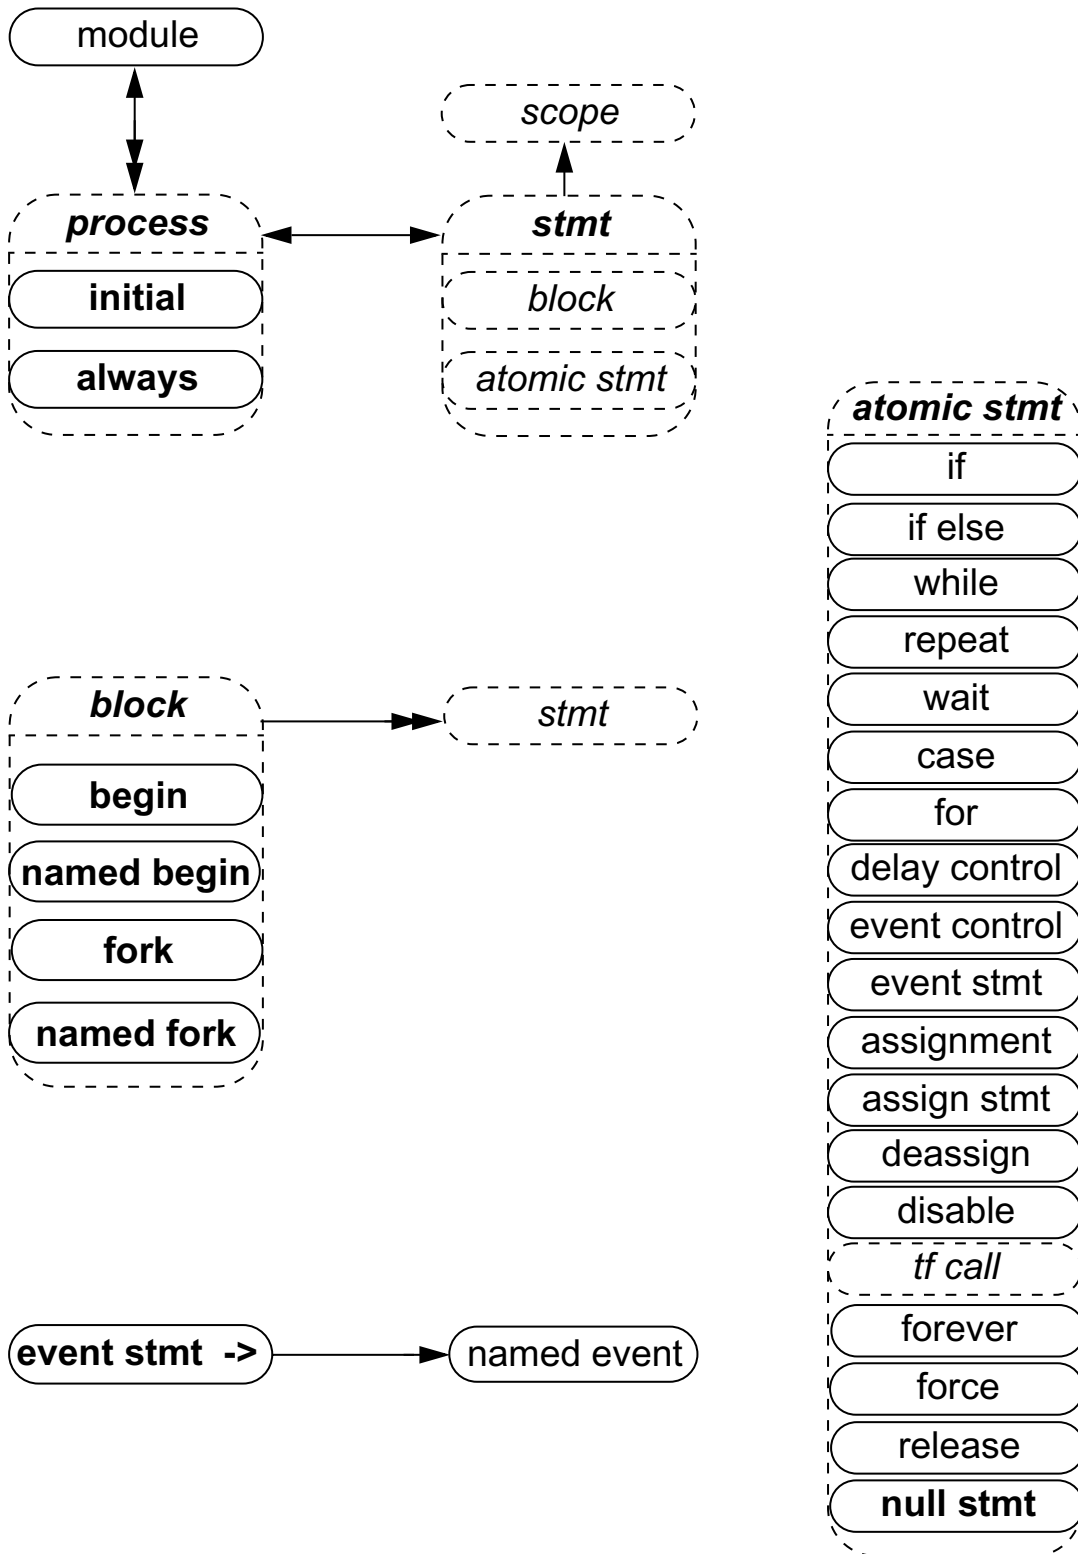 module
scope
process
stmt
initial
block
always
atomic stmt
block
stmt
begin
named begin
fork
named fork
event stmt ->
named event
atomic stmt
if
if else
while
repeat
wait
case
for
delay control
event control
event stmt
assignment
assign stmt
deassign
disable
tf call
forever
force
release
null stmt